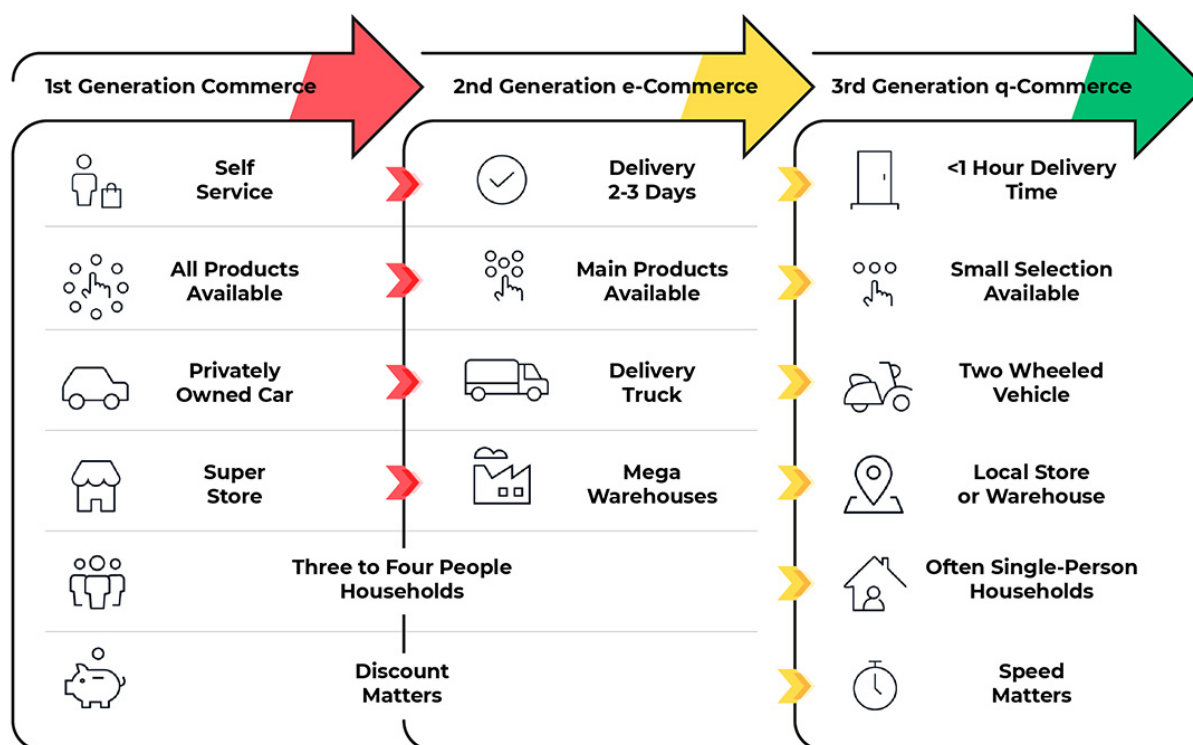 1st Generation Commerce
2nd Generation e-Commerce
3rd Generation q-Commerce
Self
Service
Delivery
2-3 Days
<1 Hour Delivery
Time
All Products
Available
Main Products
Available
Small Selection
Available
Privately
Owned Car
Delivery
Truck
Two Wheeled
Vehicle
Super
Store
Mega
Warehouses
Local Store
or Warehouse
Three to Four People
Households
Often Single-Person
Households
Discount
Matters
Speed
Matters